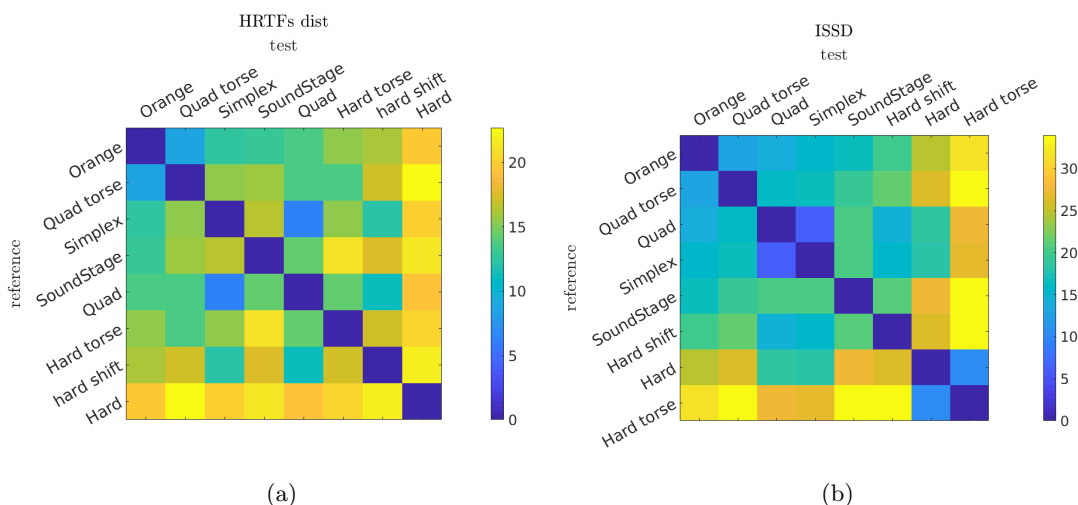 HRTFs dist
test
Orange
Quad torse
Simplex
SoundStage
Quad
Hard torse
hard shift
Hard
reference
Orange
Quad torse
Simplex
SoundStage
Quad
Hard torse
hard shift
Hard
20
15
10
5
0
(a)
ISSD
test
Orange
Quad torse
Quad
Simplex
SoundStage
Hard shift
Hard
Hard torse
reference
Orange
Quad torse
Quad
Simplex
SoundStage
Hard shift
Hard
Hard torse
30
25
20
15
10
5
0
(b)